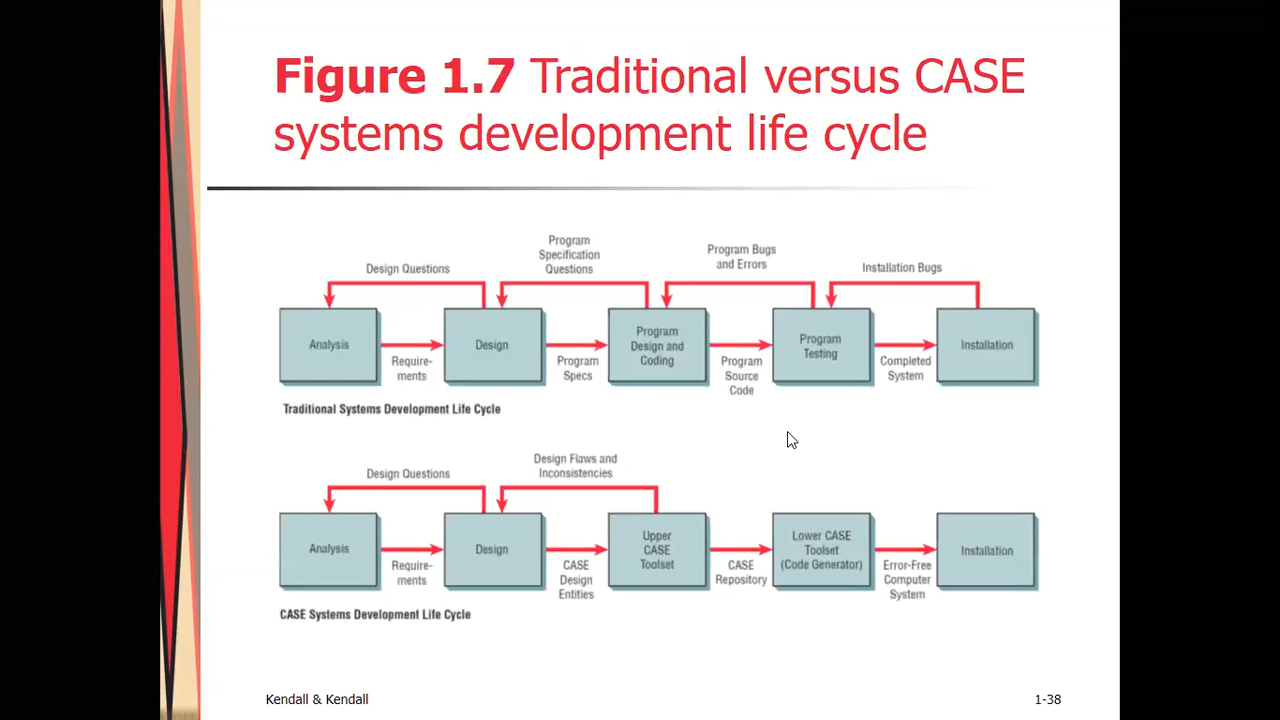 Figure 1.7 Traditional versus CASE
systems development life cycle
Design Questions
Program
Specification
Questions
Program Bugs
and Errors
Installation Bugs
Analysis
Require-
ments
Design
Program
Specs
Program
Design and
Coding
Program
Source
Code
Program
Testing
Completed
System
Installation
Traditional Systems Development Life Cycle
Design Questions
Design Flaws and
Inconsistencies
Analysis
Require-
ments
Design
CASE
Design
Entities
Upper
CASE
Toolset
CASE
Repository
Lower CASE
Toolset
(Code Generator)
Error-Free
Computer
System
Installation
CASE Systems Development Life Cycle
Kendall & Kendall
1-38